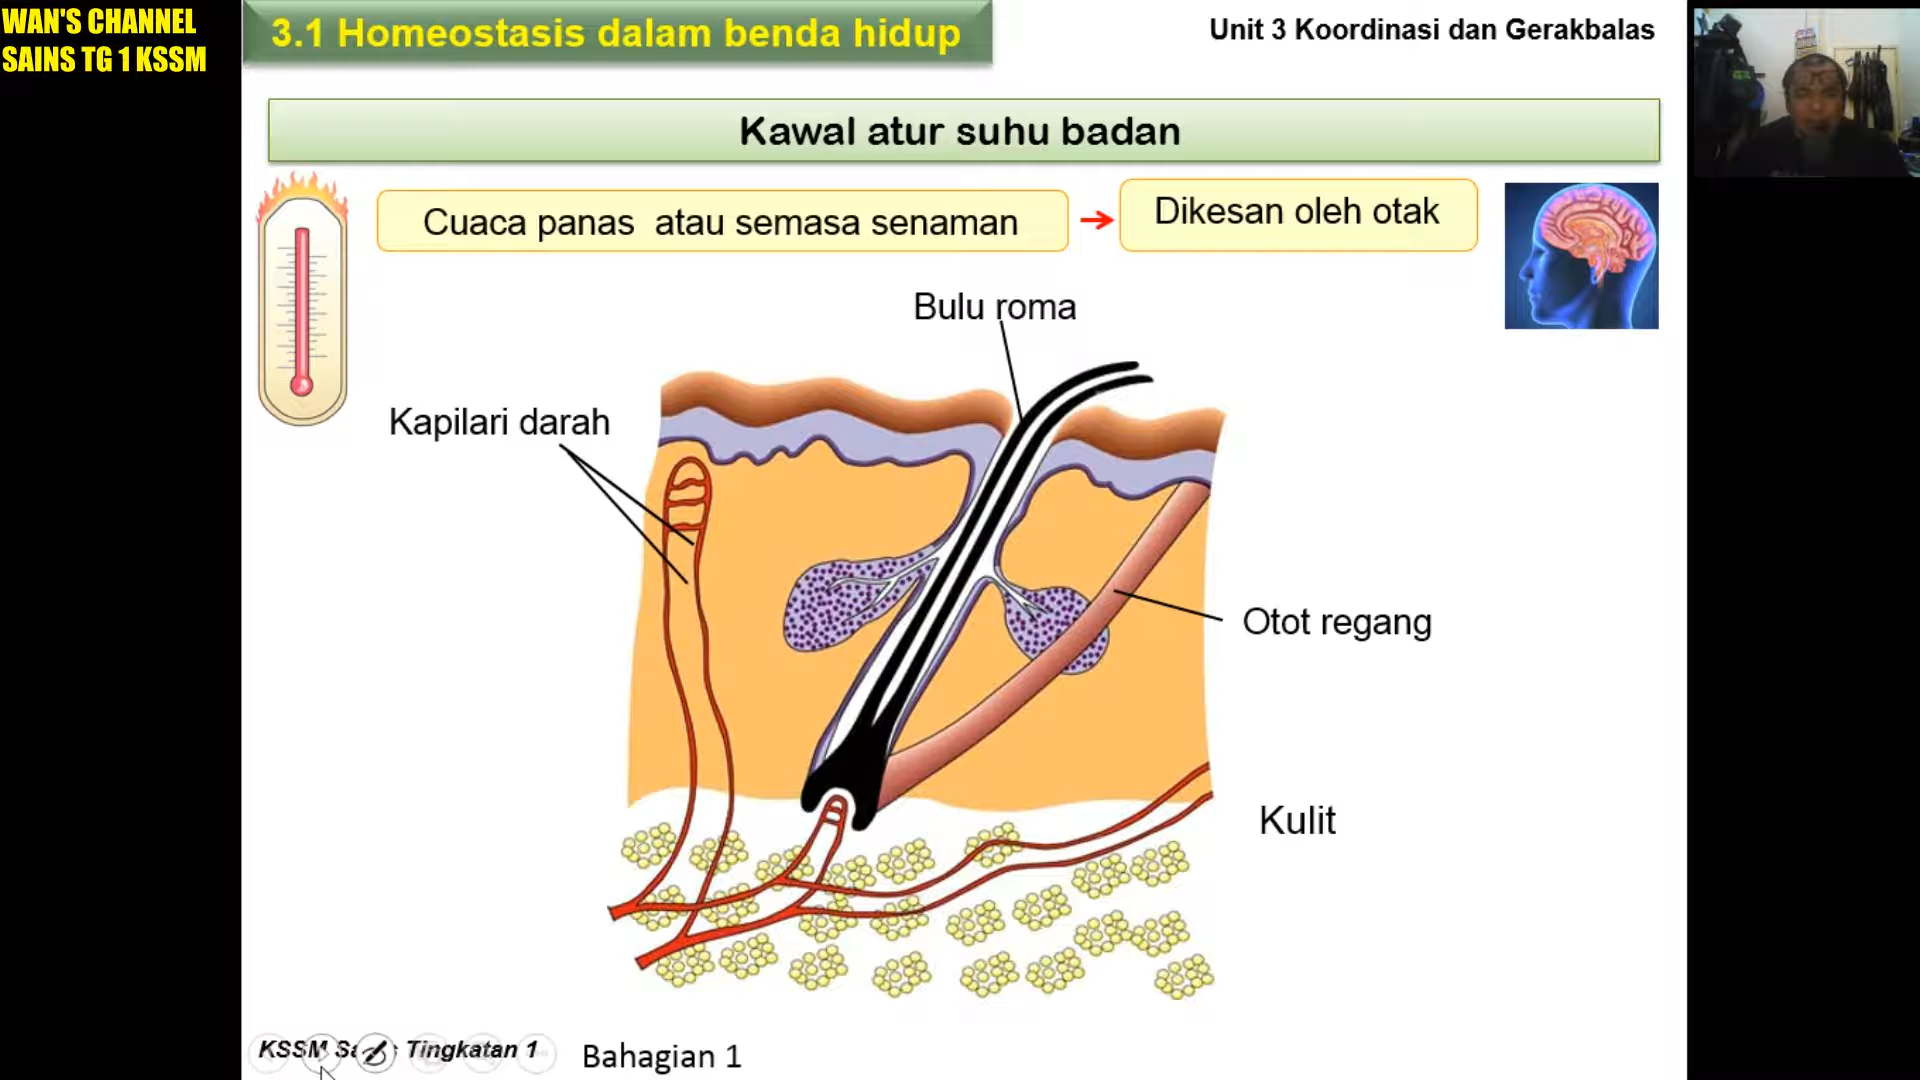 WAN'S CHANNEL
SAINS TG 1 KSSM
3.1 Homeostasis dalam benda hidup
Unit 3 Koordinasi dan Gerakbalas
Kawal atur suhu badan
Cuaca panas atau semasa senaman
Dikesan oleh otak
Bulu roma
Kapilari darah
Otot regang
Kulit
KSSM Tingkatan 1
Bahagian 1